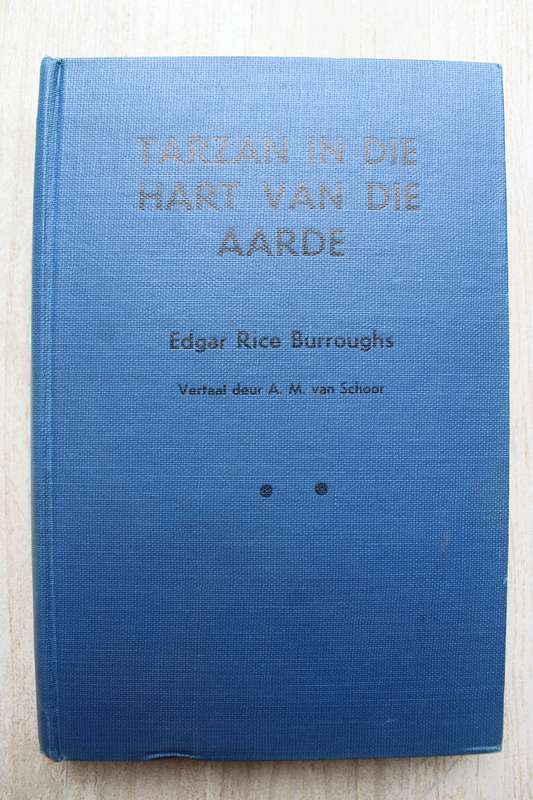 TARZAN IN DIE
HART VAN DIE
AARDE
Edgar Rice Burroughs
Vertaal deur A. M. van Schoor